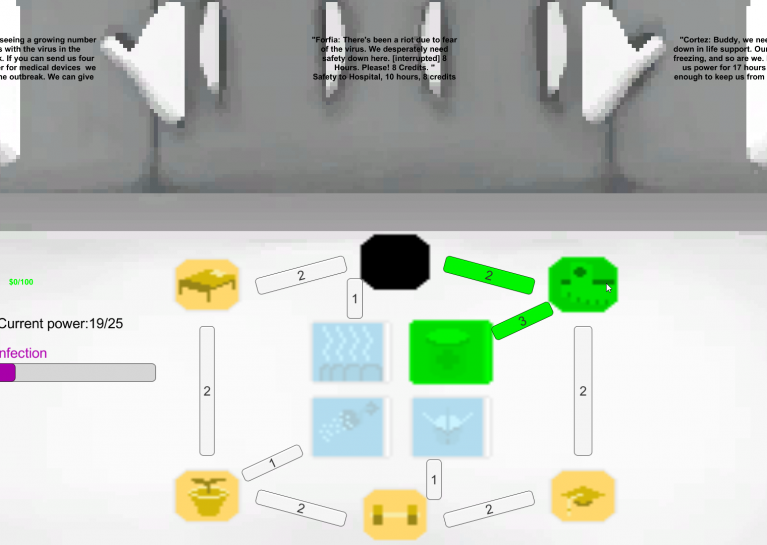 seeing a growing number
with the virus in the
If you can send us four
for medical devices we
outbreak. We can give
"Forfia: There's been a riot due to fear
of the virus. We desperately need
safety down here. [interrupted] 8
Hours. Please! 8 Credits. "
Safety to Hospital, 10 hours, 8 credits
"Cortez: Buddy, we
down in life support.
freezing, and so are we.
us power for 17 hours
enough to keep us from
2
2
1
50/100
3
Current power:19/25
nfection
2
2
1
1
2
2